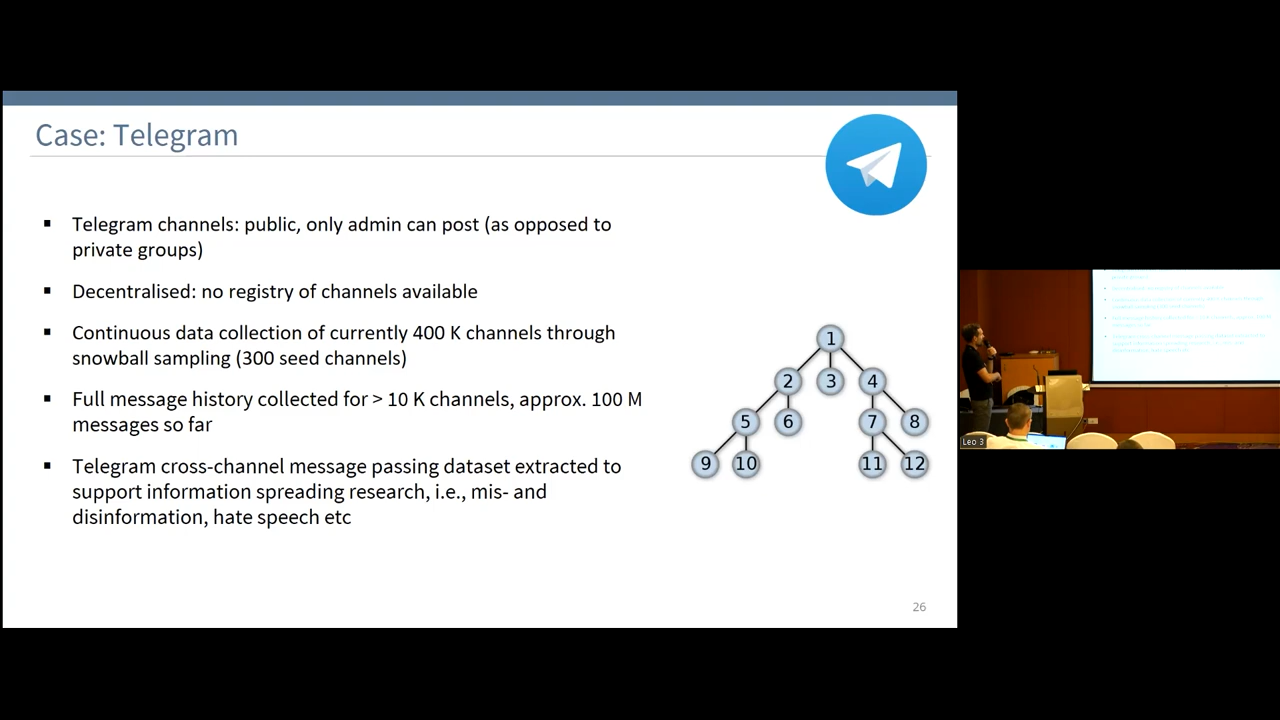 Case: Telegram
▪ Telegram channels: public, only admin can post (as opposed to
private groups)
▪ Decentralised: no registry of channels available
▪ Continuous data collection of currently 400 K channels through
snowball sampling (300 seed channels)
▪ Full message history collected for > 10 K channels, approx. 100 M
messages so far
▪ Telegram cross-channel message passing dataset extracted to
support information spreading research, i.e., mis- and
disinformation, hate speech etc
1
2 3 4
5 6 7 8
9 10 11 12
26
Leo 3